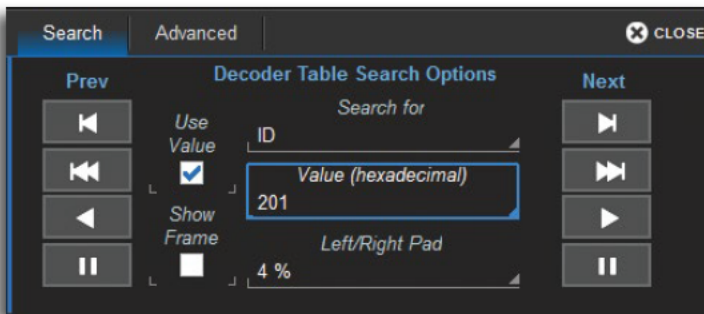 Search Advanced CLOSE
Prev Decoder Table Search Options Next
Search for
Use
Value
ID
Value (hexadecimal)
201
Show
Frame
Left/Right Pad
4 %